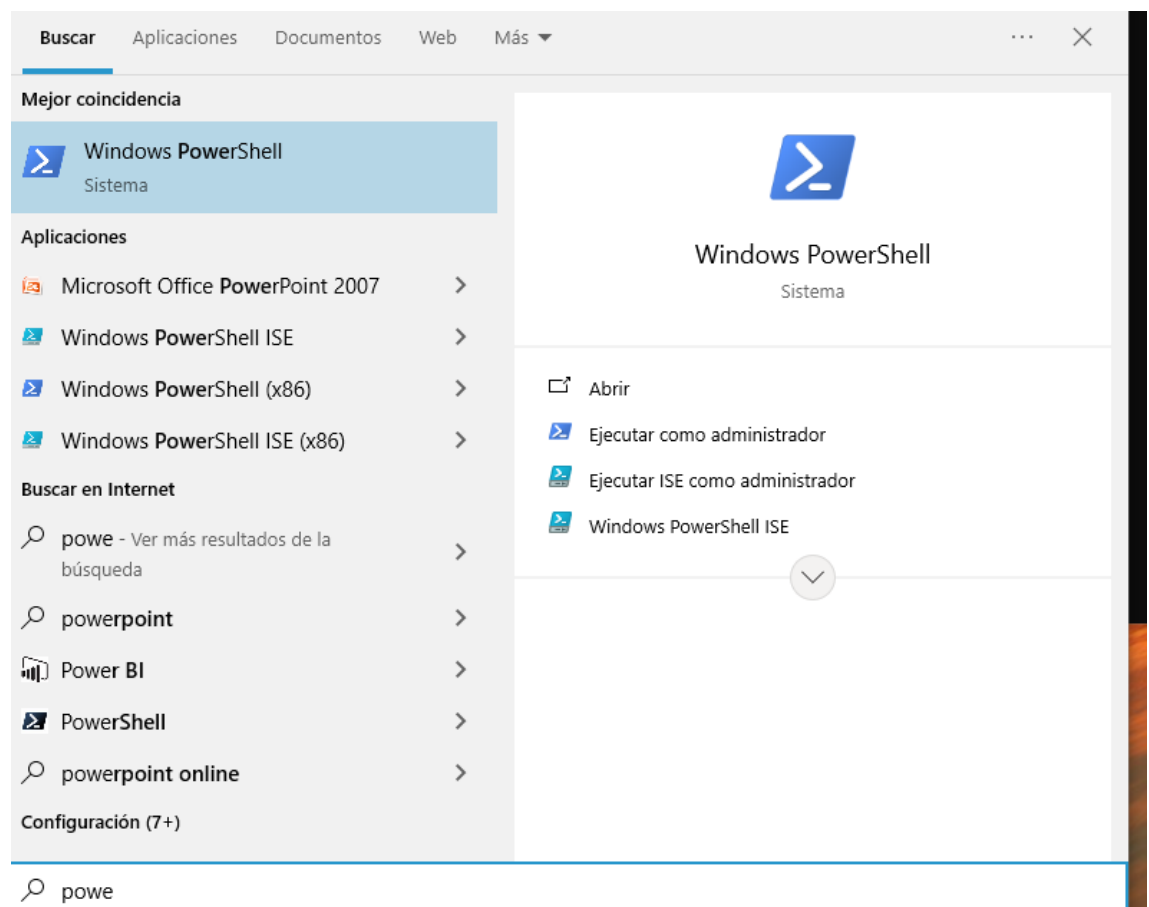 Buscar Aplicaciones Documentos Web Más
Mejor coincidencia
Windows PowerShell
Sistema
Aplicaciones
Microsoft Office PowerPoint 2007
Windows PowerShell ISE
Windows PowerShell (x86)
Windows PowerShell ISE (x86)
Buscar en Internet
powe - Ver más resultados de la
búsqueda
powerpoint
Power BI
PowerShell
powerpoint online
Configuración (7+)
powe
Windows PowerShell
Sistema
Abrir
Ejecutar como administrador
Ejecutar ISE como administrador
Windows PowerShell ISE